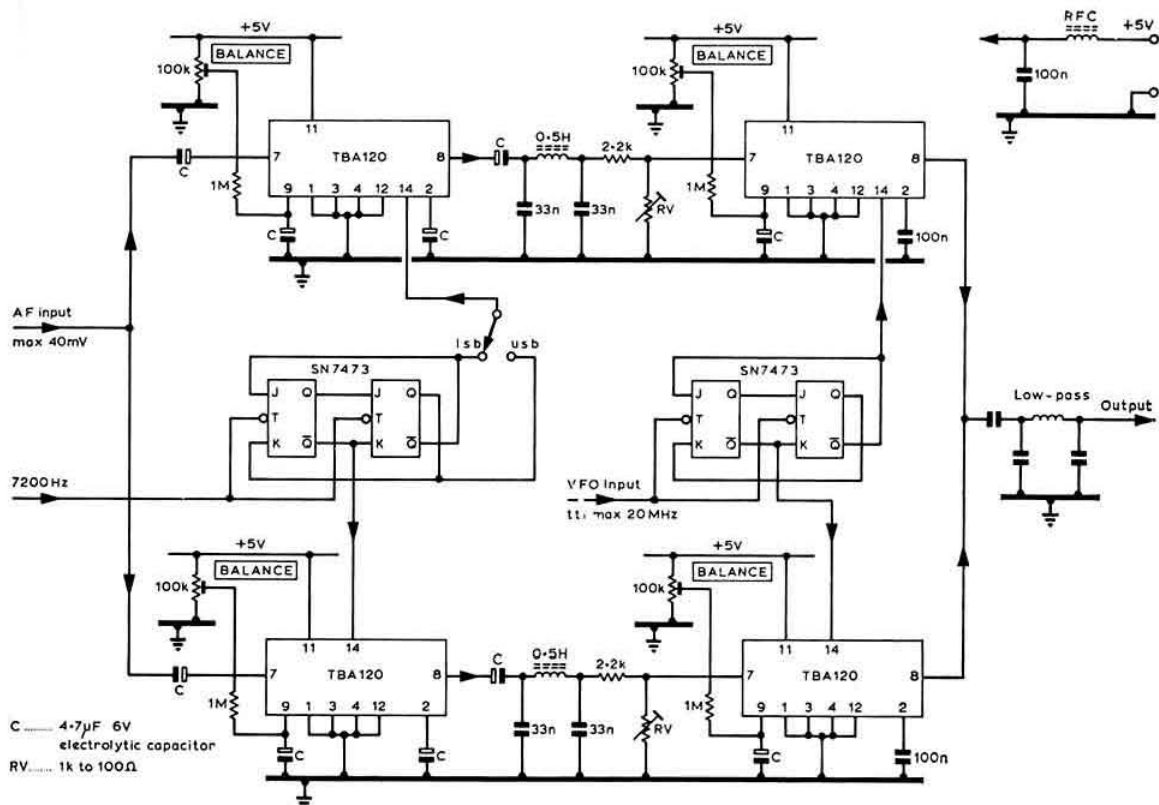 +5V
BALANCE
100k
11
7
TBA120
8
9
1
3
4
12
14
2
1M
C
C
C
C
0·5H
2·2k
33n
33n
RV
+5V
BALANCE
100k
11
7
TBA120
8
9
1
3
4
12
14
2
1M
C
100n
RFC
+5V
100n
AF input
max 40mV
lsb
usb
SN7473
J
Q
T
K
Q̅
J
Q
T
K
Q̅
7200Hz
SN7473
J
Q
T
K
Q̅
J
Q
T
K
Q̅
VFO Input
max 20MHz
Low-pass
Output
+5V
BALANCE
100k
11
14
7
TBA120
8
9
1
3
4
12
2
1M
C
C
C
C
0·5H
2·2k
33n
33n
RV
+5V
BALANCE
100k
11
14
7
TBA120
8
9
1
3
4
12
2
1M
C
100n
C ........ 4·7µF 6V
electrolytic capacitor
RV....... 1k to 100Ω